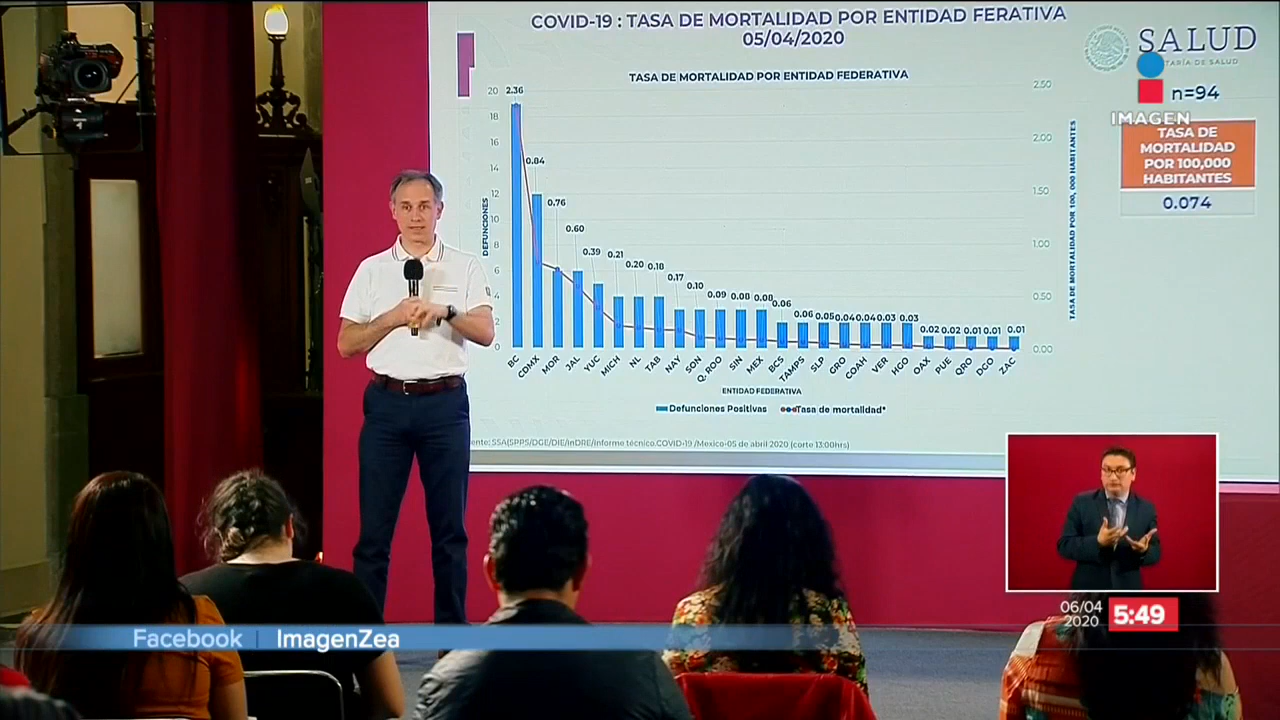 COVID-19 : TASA DE MORTALIDAD POR ENTIDAD FERATIVA
05/04/2020
SALUD
TARÍA DE SALUD
IMAGEN
n=94
TASA DE
MORTALIDAD
POR 100,000
HABITANTES
0.074
TASA DE MORTALIDAD POR ENTIDAD FEDERATIVA
DEFUNCIONES
20
18
16
14
12
10
8
6
4
2
0
2.36
0.84
0.76
0.60
0.39
0.21
0.20
0.18
0.17
0.10
0.09
0.08
0.08
0.06
0.06
0.05
0.04
0.04
0.03
0.03
0.02
0.02
0.01
0.01
0.01
2.50
2.00
1.50
1.00
0.50
0.00
TASA DE MORTALIDAD POR 100, 000 HABITANTES
BC
CDMX
MOR
JAL
YUC
MICH
NL
TAB
NAY
SON
Q. ROO
SIN
MEX
BCS
TAMPS
SLP
GRO
COAH
VER
HGO
OAX
PUE
QRO
DGO
ZAC
ENTIDAD FEDERATIVA
Defunciones Positivas
Tasa de mortalidad*
ente: SSA(SPPS/DGE/DIE/InDRE/Informe técnico.COVID-19 /Mexico-05 de abril 2020 (corte 13:00hrs)
06/04
2020
5:49
Facebook | ImagenZea